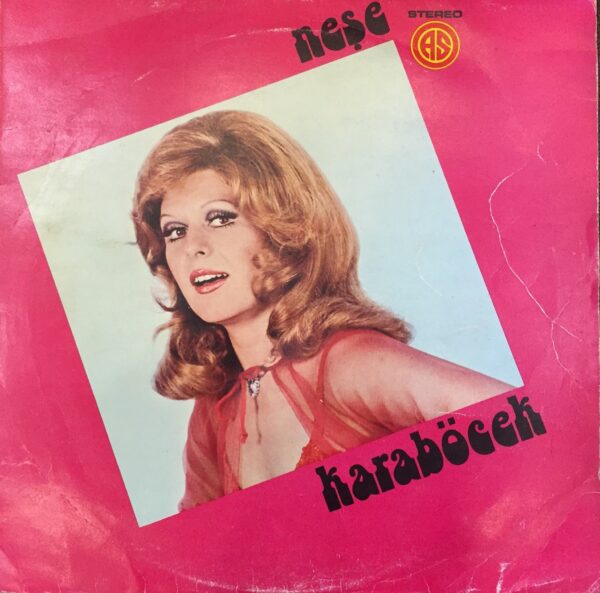 neşe
STEREO
AS
karaböcek